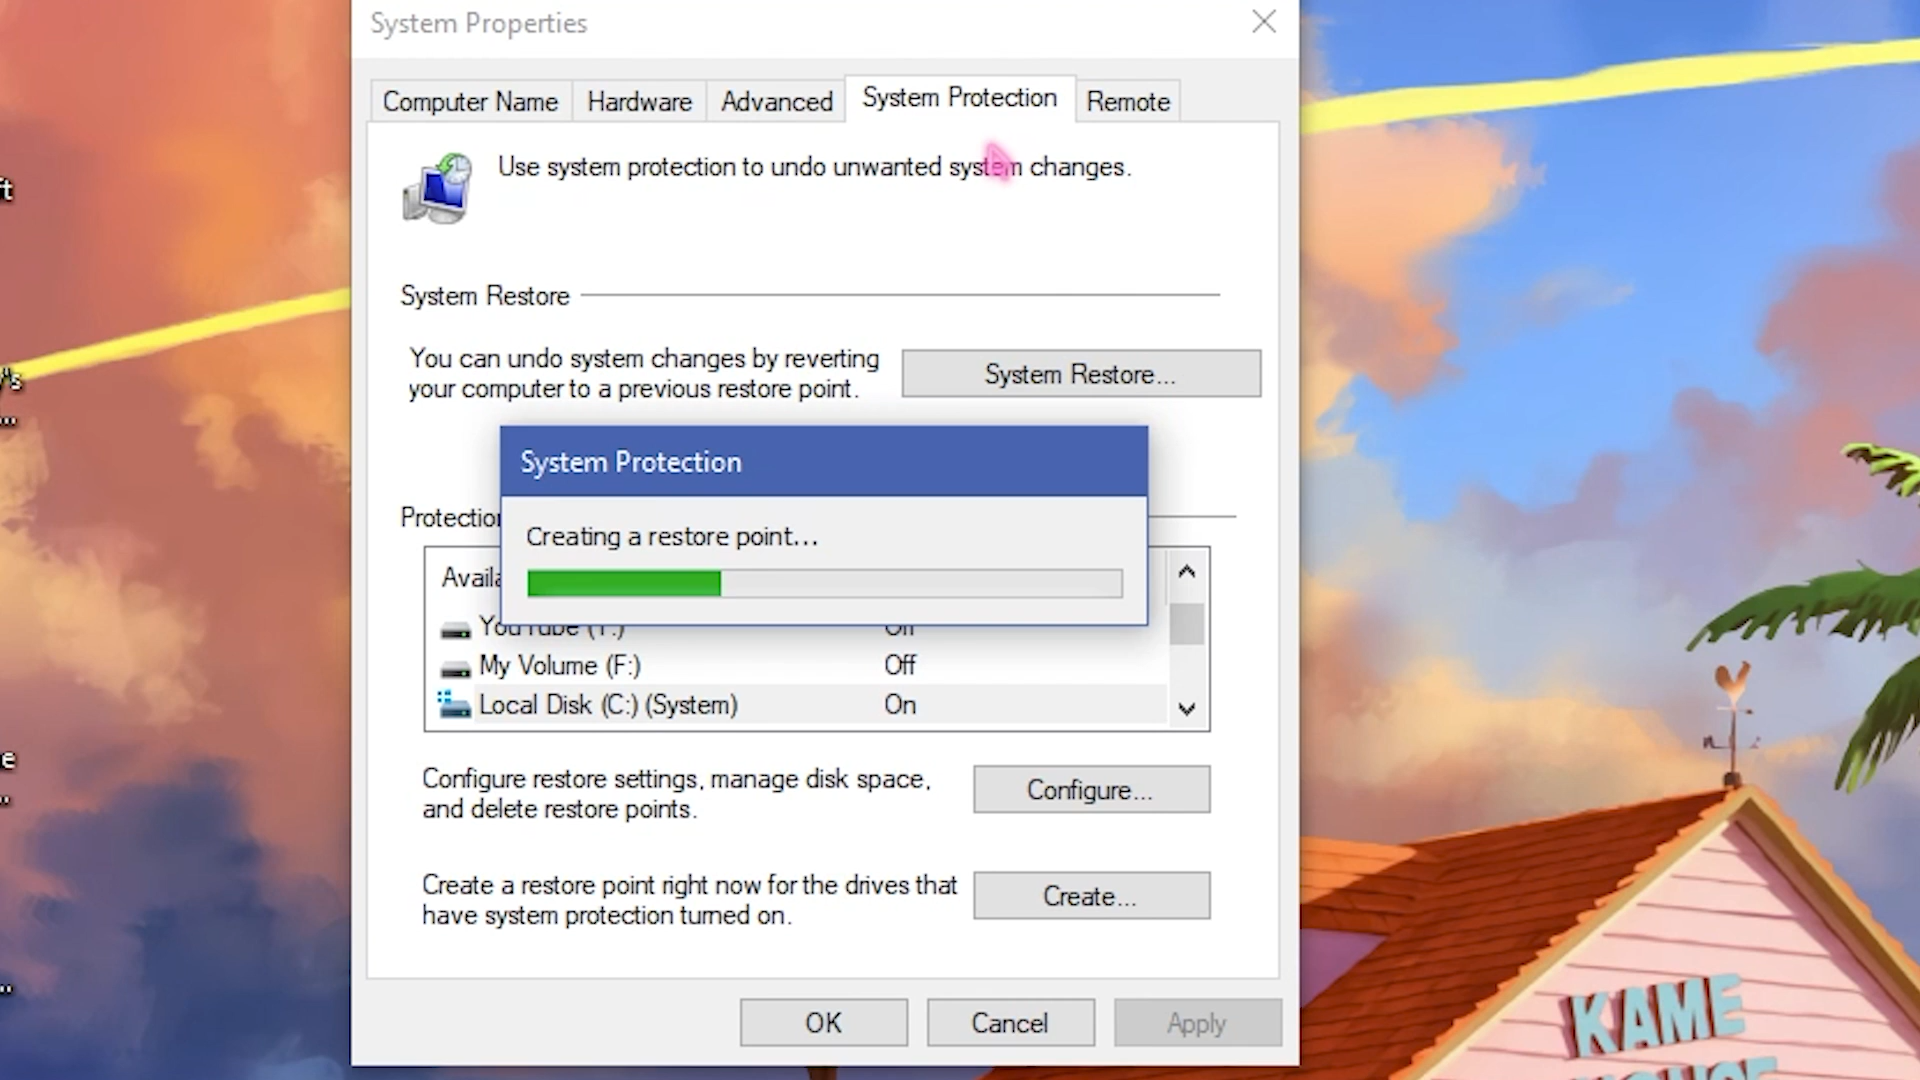 System Properties
Computer Name
Hardware
Advanced
System Protection
Remote
Use system protection to undo unwanted system changes.
System Restore
You can undo system changes by reverting
your computer to a previous restore point.
System Restore...
System Protection
Creating a restore point...
My Volume (F:) Off
Local Disk (C:) (System) On
Configure restore settings, manage disk space,
and delete restore points.
Configure...
Create a restore point right now for the drives that
have system protection turned on.
Create...
OK
Cancel
Apply
KAME